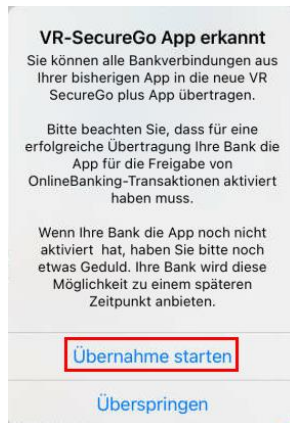 VR-SecureGo App erkannt
Sie können alle Bankverbindungen aus
Ihrer bisherigen App in die neue VR
SecureGo plus App übertragen.
Bitte beachten Sie, dass für eine
erfolgreiche Übertragung Ihre Bank die
App für die Freigabe von
OnlineBanking-Transaktionen aktiviert
haben muss.
Wenn Ihre Bank die App noch nicht
aktiviert hat, haben Sie bitte noch
etwas Geduld. Ihre Bank wird diese
Möglichkeit zu einem späteren
Zeitpunkt anbieten.
Übernahme starten
Überspringen